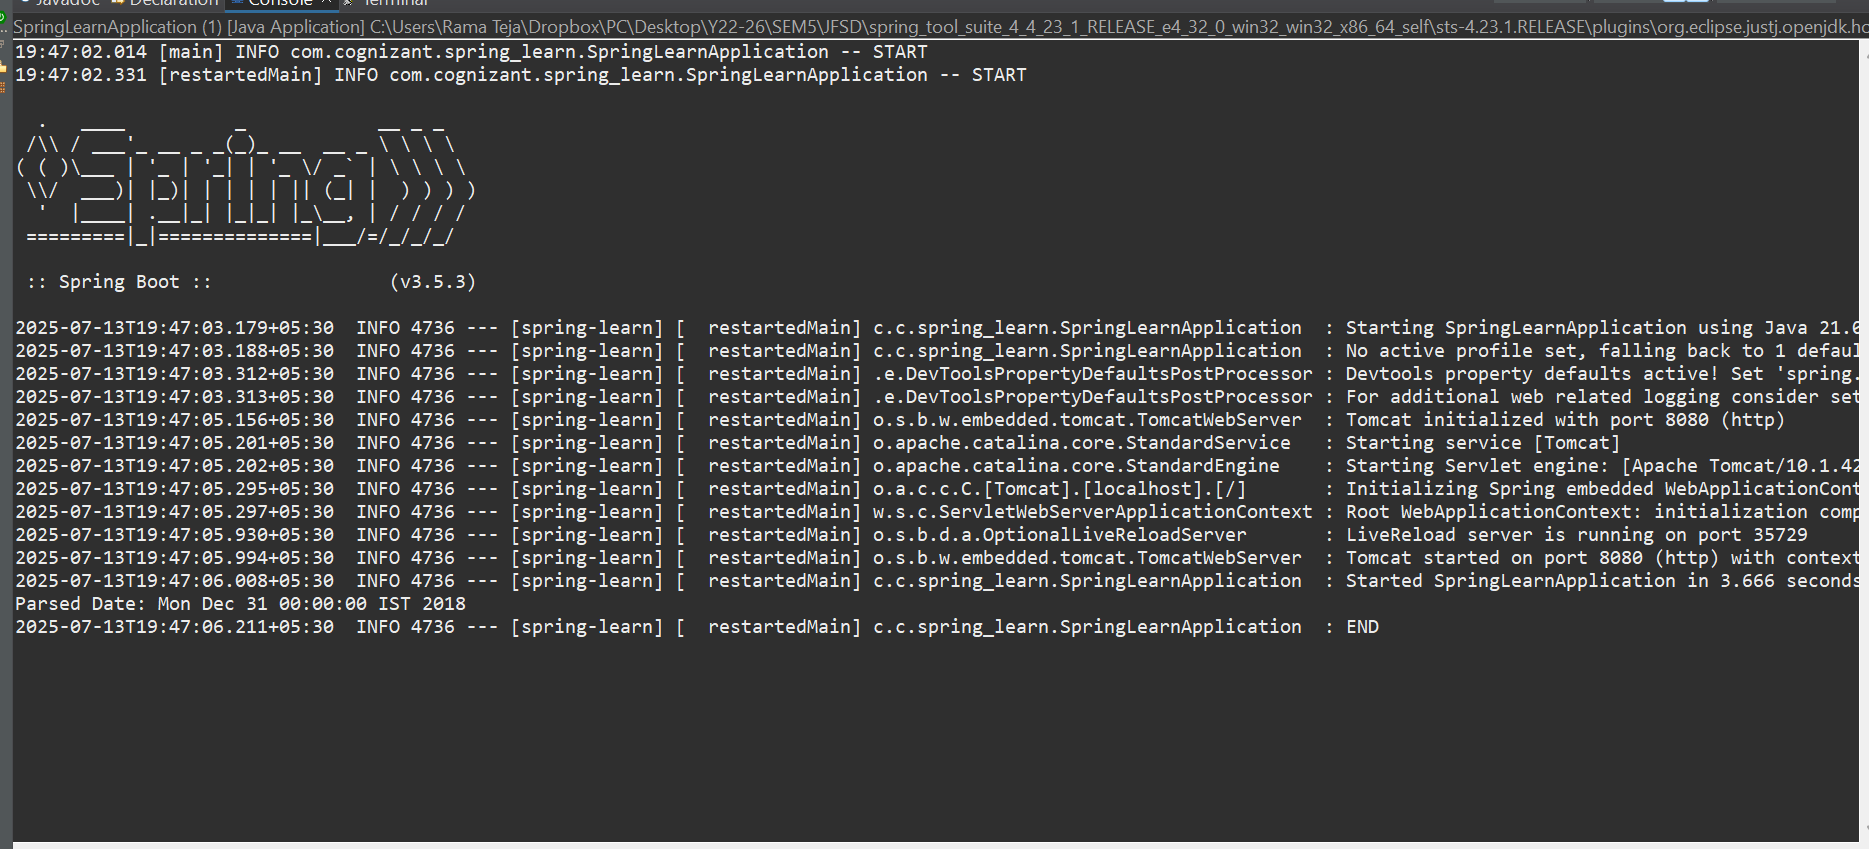 Javadoc Declaration Console Terminal
SpringLearnApplication (1) [Java Application] C:\Users\Rama Teja\Dropbox\PC\Desktop\Y22-26\SEM5\JFSD\spring_tool_suite_4_4_23_1_RELEASE_e4_32_0_win32_win32_x86_64_self\sts-4.23.1.RELEASE\plugins\org.eclipse.justj.openjdk.ho
19:47:02.014 [main] INFO com.cognizant.spring_learn.SpringLearnApplication -- START
19:47:02.331 [restartedMain] INFO com.cognizant.spring_learn.SpringLearnApplication -- START
  .   ____          _            __ _ _
 /\\ / ___'_ __ _ _(_)_ __  __ _ \ \ \ \
( ( )\___ | '_ | '_| | '_ \/ _` | \ \ \ \
 \\/  ___)| |_)| | | | | || (_| |  ) ) ) )
  '  |____| .__|_| |_|_| |_\__, | / / / /
 =========|_|==============|___/=/_/_/_/
 :: Spring Boot ::                (v3.5.3)
2025-07-13T19:47:03.179+05:30  INFO 4736 --- [spring-learn] [  restartedMain] c.c.spring_learn.SpringLearnApplication  : Starting SpringLearnApplication using Java 21.0
2025-07-13T19:47:03.188+05:30  INFO 4736 --- [spring-learn] [  restartedMain] c.c.spring_learn.SpringLearnApplication  : No active profile set, falling back to 1 defaul
2025-07-13T19:47:03.312+05:30  INFO 4736 --- [spring-learn] [  restartedMain] .e.DevToolsPropertyDefaultsPostProcessor : Devtools property defaults active! Set 'spring.
2025-07-13T19:47:03.313+05:30  INFO 4736 --- [spring-learn] [  restartedMain] .e.DevToolsPropertyDefaultsPostProcessor : For additional web related logging consider set
2025-07-13T19:47:05.156+05:30  INFO 4736 --- [spring-learn] [  restartedMain] o.s.b.w.embedded.tomcat.TomcatWebServer  : Tomcat initialized with port 8080 (http)
2025-07-13T19:47:05.201+05:30  INFO 4736 --- [spring-learn] [  restartedMain] o.apache.catalina.core.StandardService   : Starting service [Tomcat]
2025-07-13T19:47:05.202+05:30  INFO 4736 --- [spring-learn] [  restartedMain] o.apache.catalina.core.StandardEngine    : Starting Servlet engine: [Apache Tomcat/10.1.42
2025-07-13T19:47:05.295+05:30  INFO 4736 --- [spring-learn] [  restartedMain] o.a.c.c.C.[Tomcat].[localhost].[/]       : Initializing Spring embedded WebApplicationCont
2025-07-13T19:47:05.297+05:30  INFO 4736 --- [spring-learn] [  restartedMain] w.s.c.ServletWebServerApplicationContext : Root WebApplicationContext: initialization comp
2025-07-13T19:47:05.930+05:30  INFO 4736 --- [spring-learn] [  restartedMain] o.s.b.d.a.OptionalLiveReloadServer       : LiveReload server is running on port 35729
2025-07-13T19:47:05.994+05:30  INFO 4736 --- [spring-learn] [  restartedMain] o.s.b.w.embedded.tomcat.TomcatWebServer  : Tomcat started on port 8080 (http) with context
2025-07-13T19:47:06.008+05:30  INFO 4736 --- [spring-learn] [  restartedMain] c.c.spring_learn.SpringLearnApplication  : Started SpringLearnApplication in 3.666 seconds
Parsed Date: Mon Dec 31 00:00:00 IST 2018
2025-07-13T19:47:06.211+05:30  INFO 4736 --- [spring-learn] [  restartedMain] c.c.spring_learn.SpringLearnApplication  : END